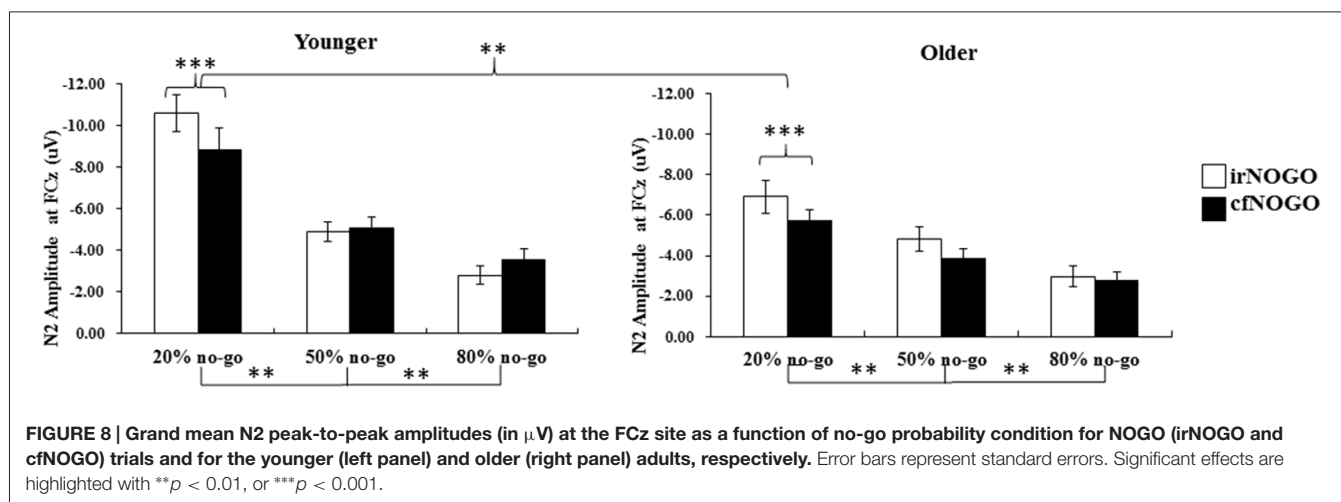 Younger
**
Older
***
-12.00
-10.00
-8.00
-6.00
-4.00
-2.00
0.00
N2 Amplitude at FCz (uV)
20% no-go
50% no-go
80% no-go
**
**
***
-12.00
-10.00
-8.00
-6.00
-4.00
-2.00
0.00
N2 Amplitude at FCz (uV)
20% no-go
50% no-go
80% no-go
**
**
irNOGO
cfNOGO
FIGURE 8 | Grand mean N2 peak-to-peak amplitudes (in μV) at the FCz site as a function of no-go probability condition for NOGO (irNOGO and
cfNOGO) trials and for the younger (left panel) and older (right panel) adults, respectively. Error bars represent standard errors. Significant effects are
highlighted with **p < 0.01, or ***p < 0.001.